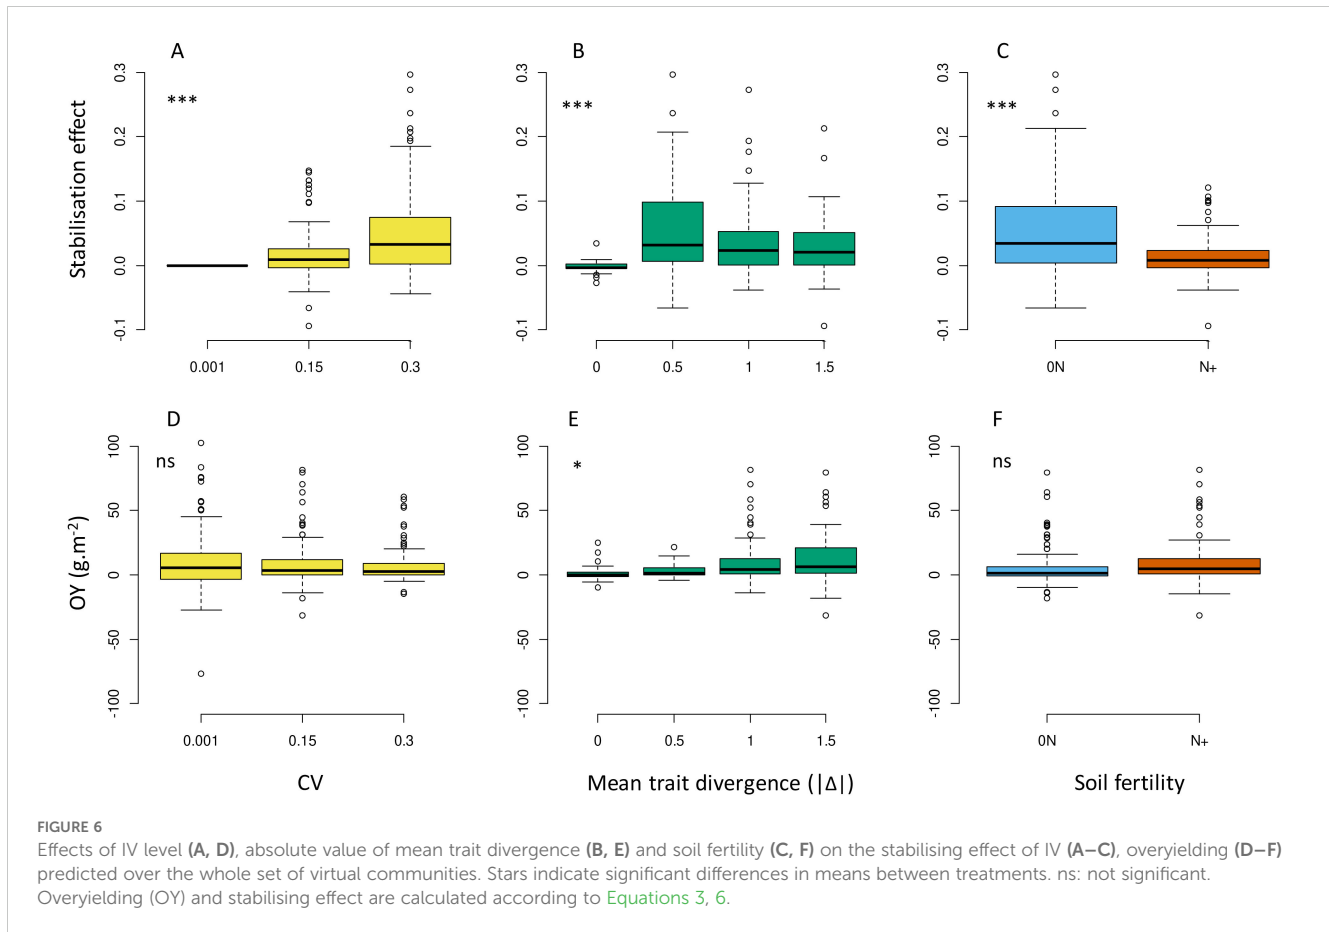 A
B
C
Stabilisation effect
0.3
0.2
0.1
0.0
-0.1
***
0.001
0.15
0.3
0.3
0.2
0.1
0.0
-0.1
***
0
0.5
1
1.5
0.3
0.2
0.1
0.0
-0.1
***
0N
N+
D
E
F
OY (g.m-2)
100
50
0
-50
-100
ns
0.001
0.15
0.3
CV
100
50
0
-50
-100
*
0
0.5
1
1.5
Mean trait divergence (|Δ|)
100
50
0
-50
-100
ns
0N
N+
Soil fertility
FIGURE 6
Effects of IV level (A, D), absolute value of mean trait divergence (B, E) and soil fertility (C, F) on the stabilising effect of IV (A–C), overyielding (D–F)
predicted over the whole set of virtual communities. Stars indicate significant differences in means between treatments. ns: not significant.
Overyielding (OY) and stabilising effect are calculated according to Equations 3, 6.